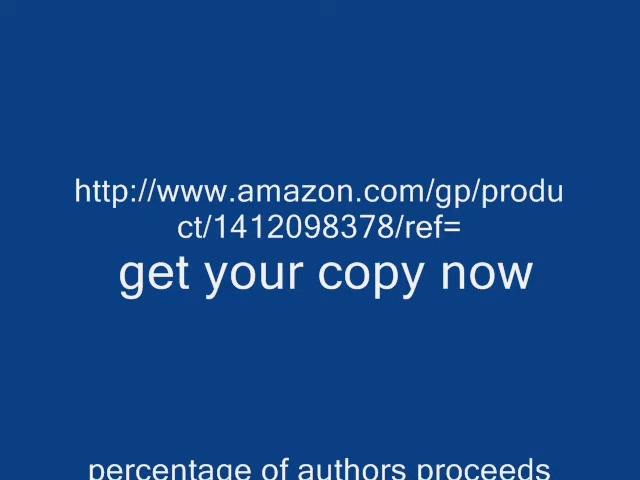 http://www.amazon.com/gp/produ
ct/1412098378/ref=
get your copy now
percentage of authors proceeds